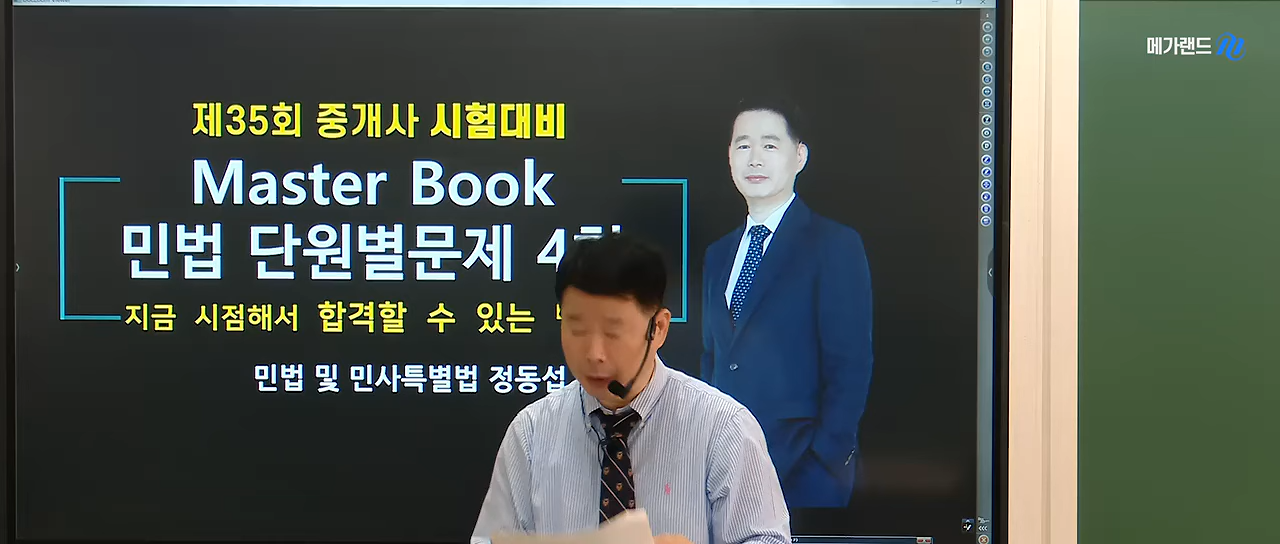 메가랜드
제35회 중개사 시험대비
Master Book
민법 단원별문제 4
지금 시점해서 합격할 수 있는
민법 및 민사특별법 정동섭